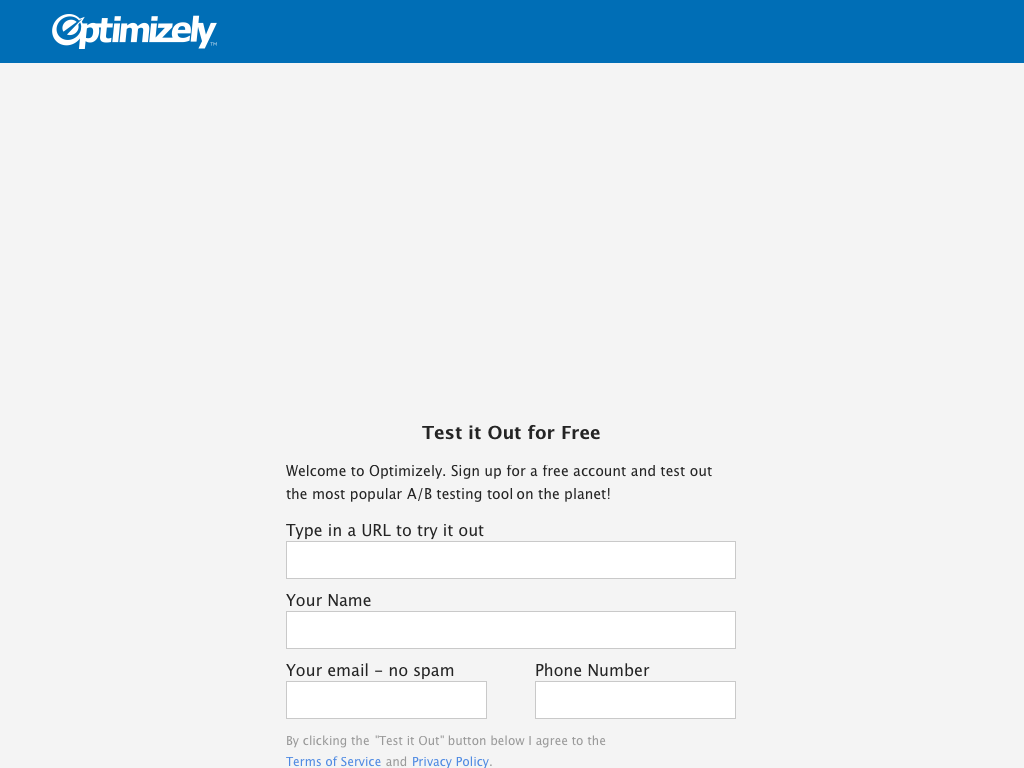 Optimizely™
Test it Out for Free
Welcome to Optimizely. Sign up for a free account and test out
the most popular A/B testing tool on the planet!
Type in a URL to try it out
Your Name
Your email – no spam
Phone Number
By clicking the "Test it Out" button below I agree to the
Terms of Service and Privacy Policy.